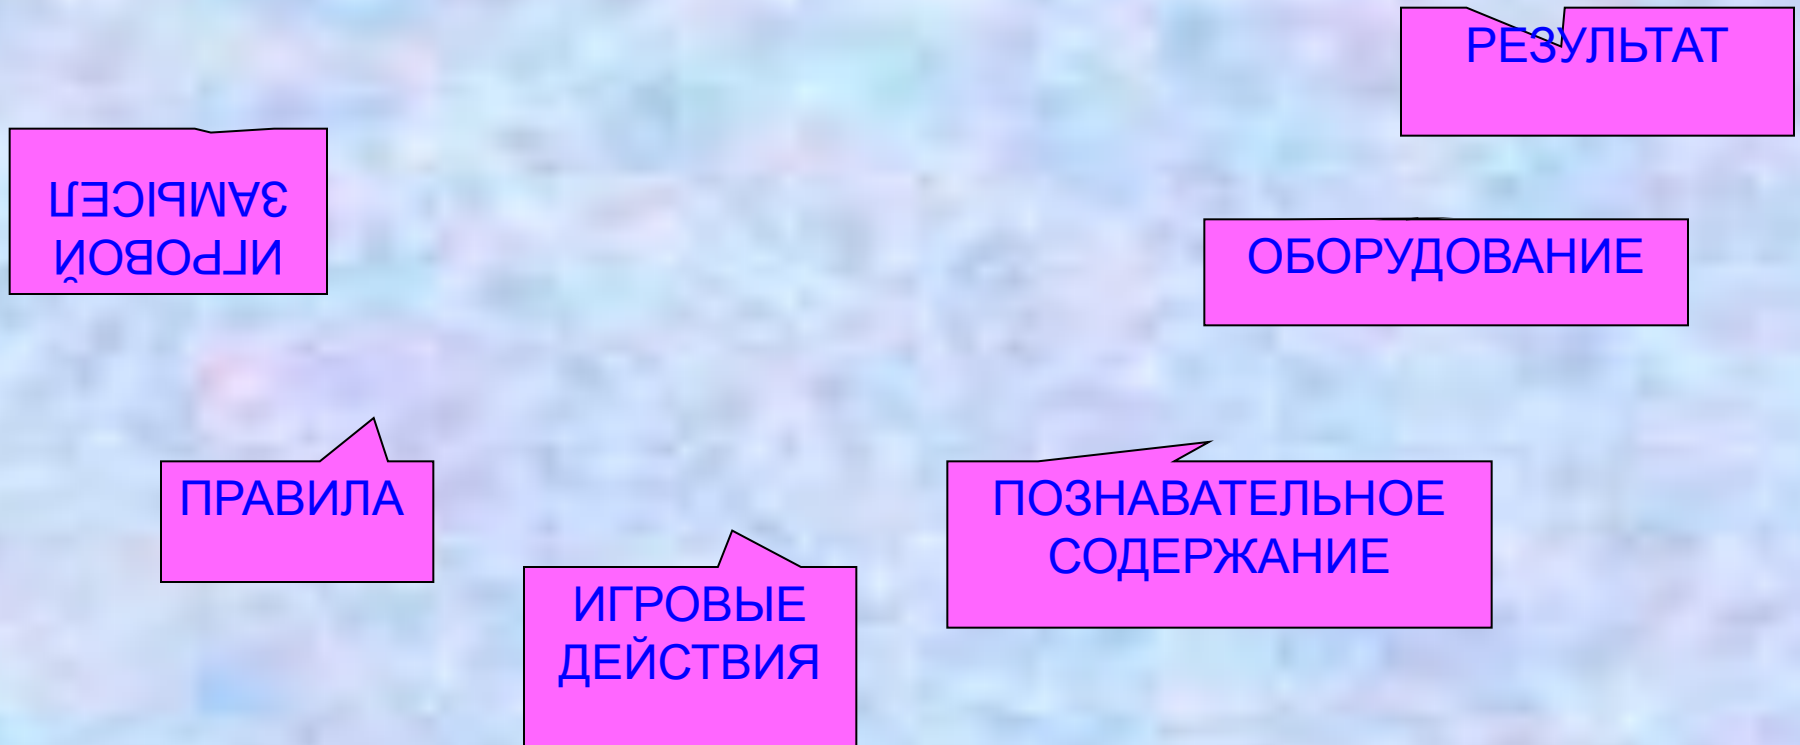 РЕЗУЛЬТАТ
ИГРОВОЙ
ЗАМЫСЕЛ
ОБОРУДОВАНИЕ
ПРАВИЛА
ПОЗНАВАТЕЛЬНОЕ
СОДЕРЖАНИЕ
ИГРОВЫЕ
ДЕЙСТВИЯ